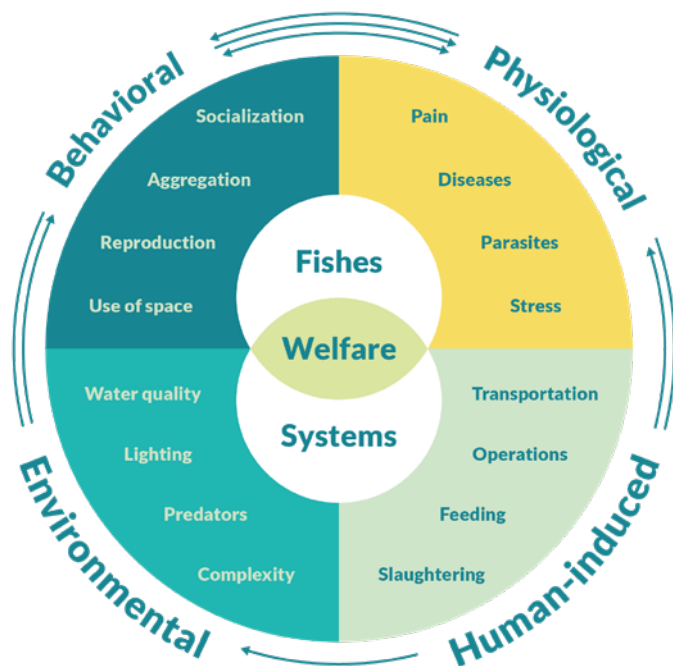 Behavioral
Physiological
Socialization
Aggregation
Reproduction
Use of space
Pain
Diseases
Parasites
Stress
Fishes
Welfare
Systems
Water quality
Lighting
Predators
Complexity
Transportation
Operations
Feeding
Slaughtering
Environmental
Human-induced